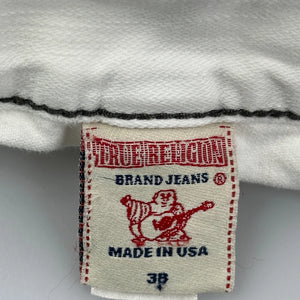 TRUE RELIGION
BRAND JEANS ®
MADE IN USA
38